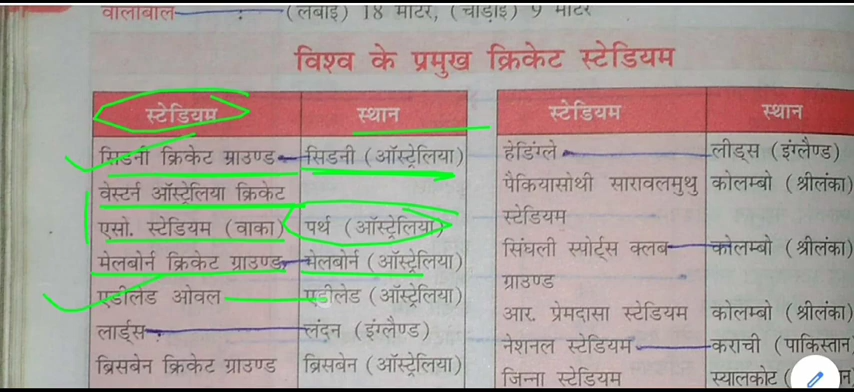 वालीबॉल : (लंबाई) 18 मीटर, (चौड़ाई) 9 मीटर
विश्व के प्रमुख क्रिकेट स्टेडियम
स्टेडियम स्थान
सिडनी क्रिकेट ग्राउण्ड सिडनी (ऑस्ट्रेलिया)
वेस्टर्न ऑस्ट्रेलिया क्रिकेट
एसो. स्टेडियम (वाका) पर्थ (ऑस्ट्रेलिया)
मेलबोर्न क्रिकेट ग्राउण्ड मेलबोर्न (ऑस्ट्रेलिया)
एडीलेड ओवल एडीलेड (ऑस्ट्रेलिया)
लार्ड्स लंदन (इंग्लैण्ड)
ब्रिसबेन क्रिकेट ग्राउण्ड ब्रिसबेन (ऑस्ट्रेलिया)
स्टेडियम स्थान
हेडिंग्ले लीड्स (इंग्लैण्ड)
पैकियासोथी सारावलमुथु कोलम्बो (श्रीलंका)
स्टेडियम
सिंघली स्पोर्ट्स क्लब कोलम्बो (श्रीलंका)
ग्राउण्ड
आर. प्रेमदासा स्टेडियम कोलम्बो (श्रीलंका)
नेशनल स्टेडियम कराची (पाकिस्तान)
जिन्ना स्टेडियम स्यालकोट